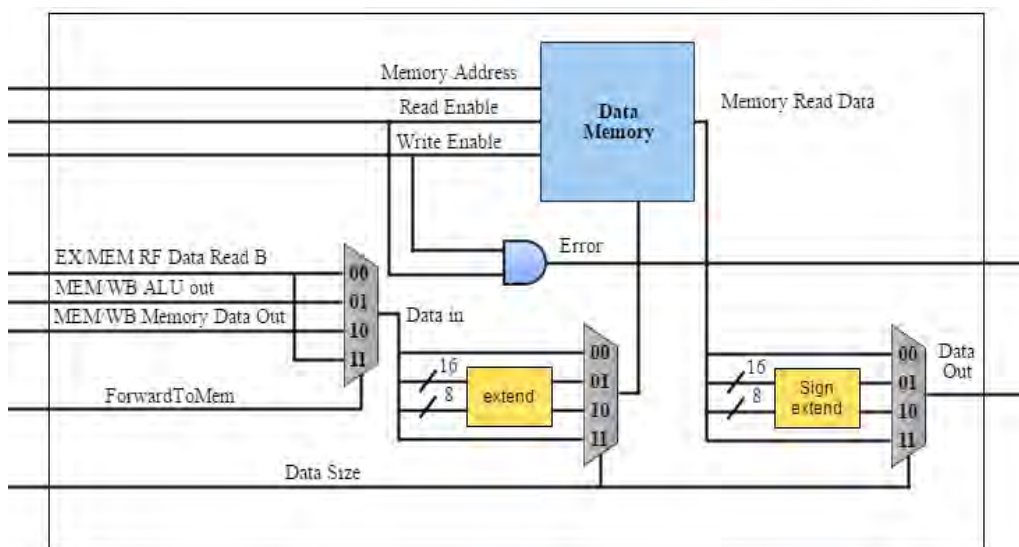 Memory Address
Read Enable
Write Enable
Data
Memory
Memory Read Data
Error
EX/MEM RF Data Read B
MEM/WB ALU out
MEM/WB Memory Data Out
ForwardToMem
00
01
10
11
Data in
16
8
extend
00
01
10
11
16
8
Sign
extend
00
01
10
11
Data
Out
Data Size